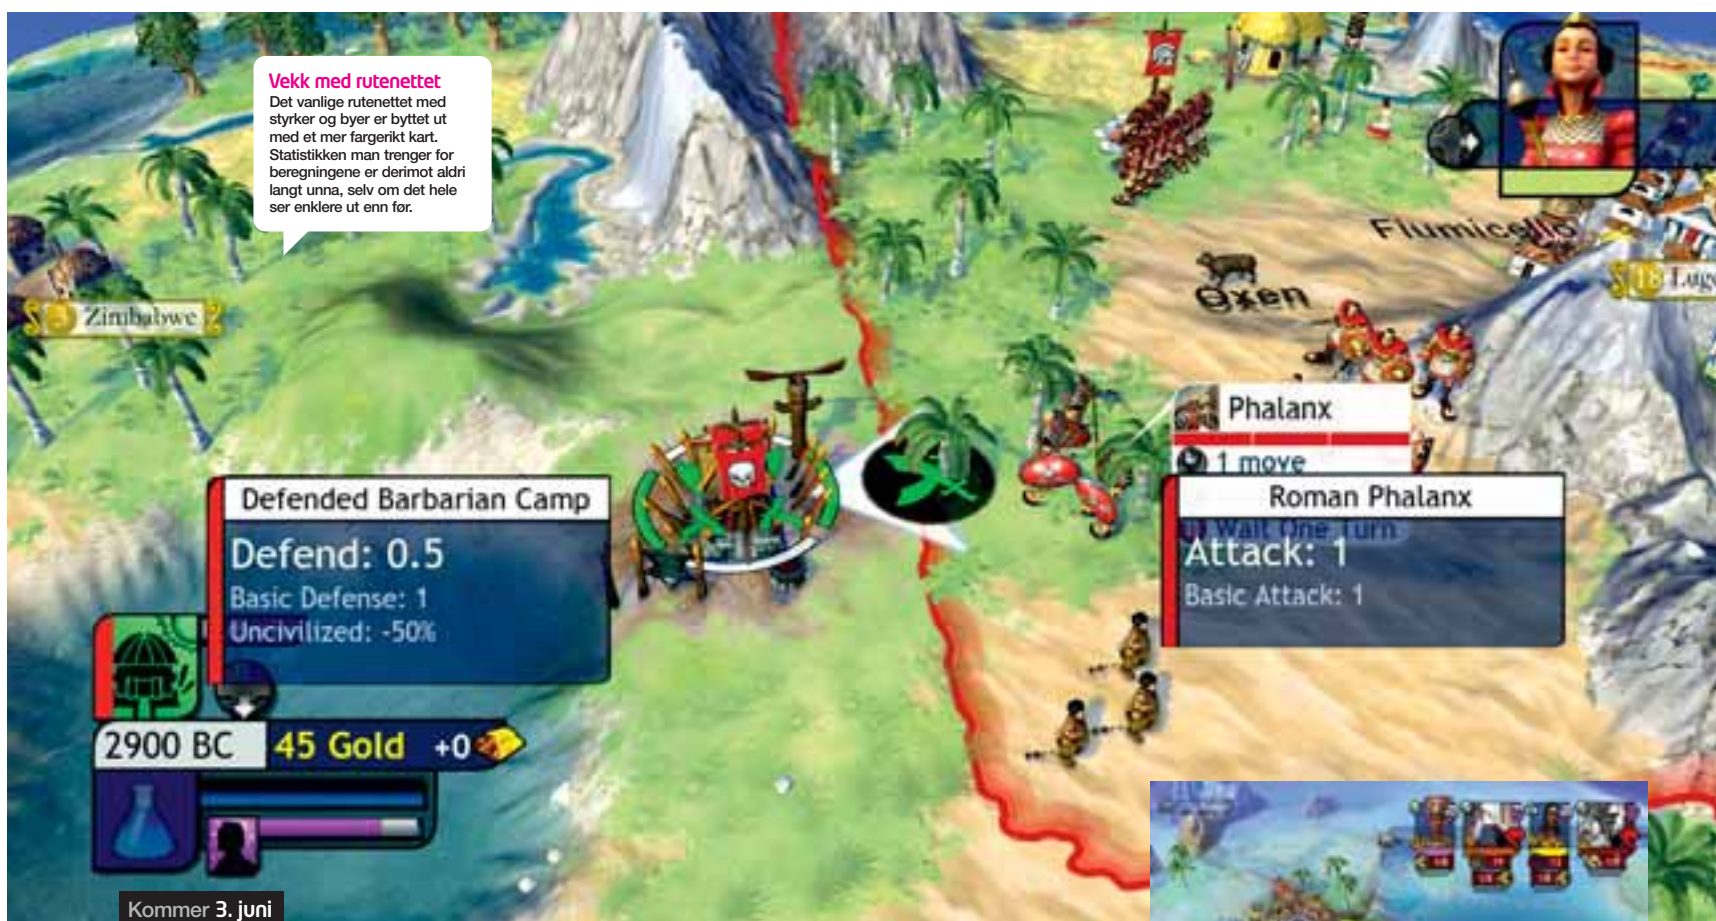 Vekk med rutenettet
Det vanlige rutenettet med
styrker og byer er byttet ut
med et mer fargerikt kart.
Statistikken man trenger for
beregningene er derimot aldri
langt unna, selv om det hele
ser enklere ut enn før.
Fiumicello
Oxen
3 Zimbabwe
18
Phalanx
1 move
Wait One Turn
Roman Phalanx
Attack: 1
Basic Attack: 1
Defended Barbarian Camp
Defend: 0.5
Basic Defense: 1
Uncivilized: -50%
2900 BC
45 Gold +0
Kommer 3. juni